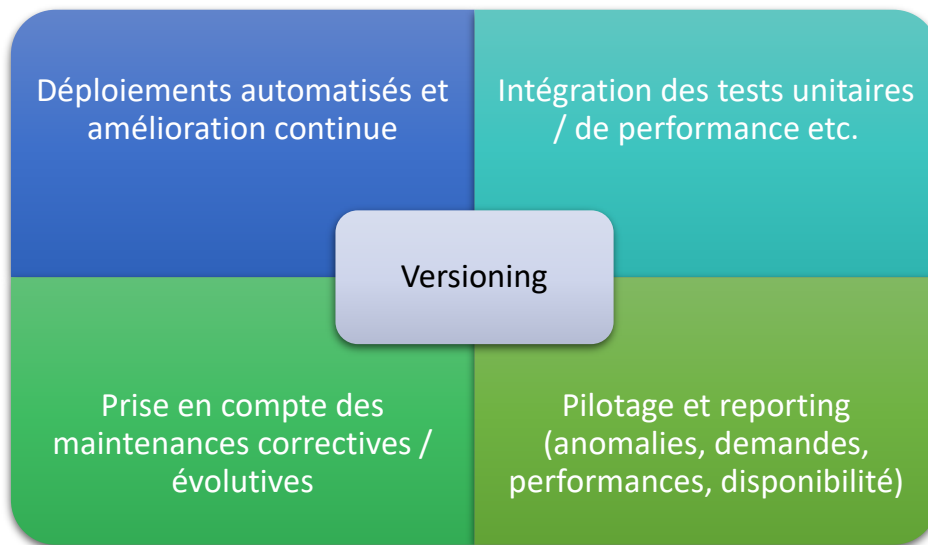 Déploiements automatisés et
amélioration continue
Intégration des tests unitaires
/ de performance etc.
Versioning
Prise en compte des
maintenances correctives /
évolutives
Pilotage et reporting
(anomalies, demandes,
performances, disponibilité)